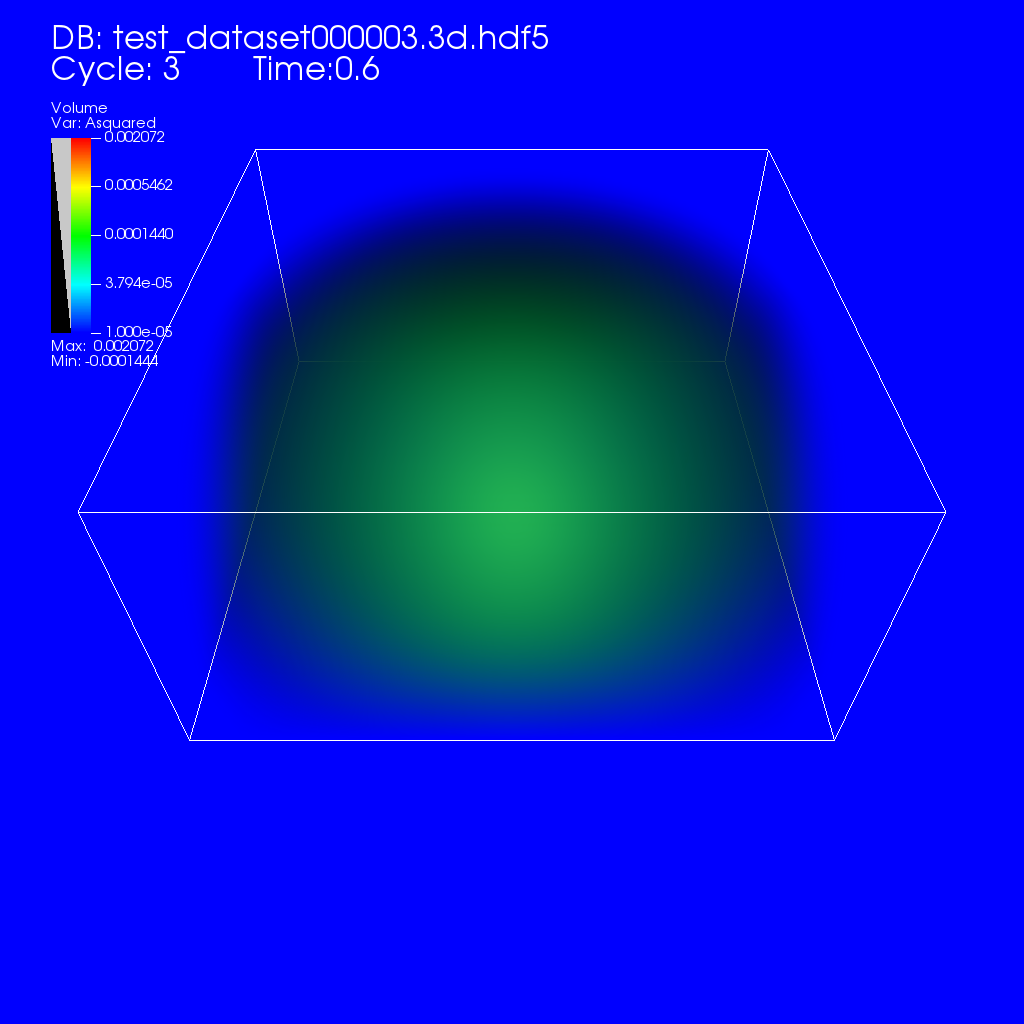 DB: test_dataset000003.3d.hdf5
Cycle: 3 Time:0.6
Volume
Var: Asquared
0.002072
0.0005462
0.0001440
3.794e-05
1.000e-05
Max: 0.002072
Min: -0.0001444